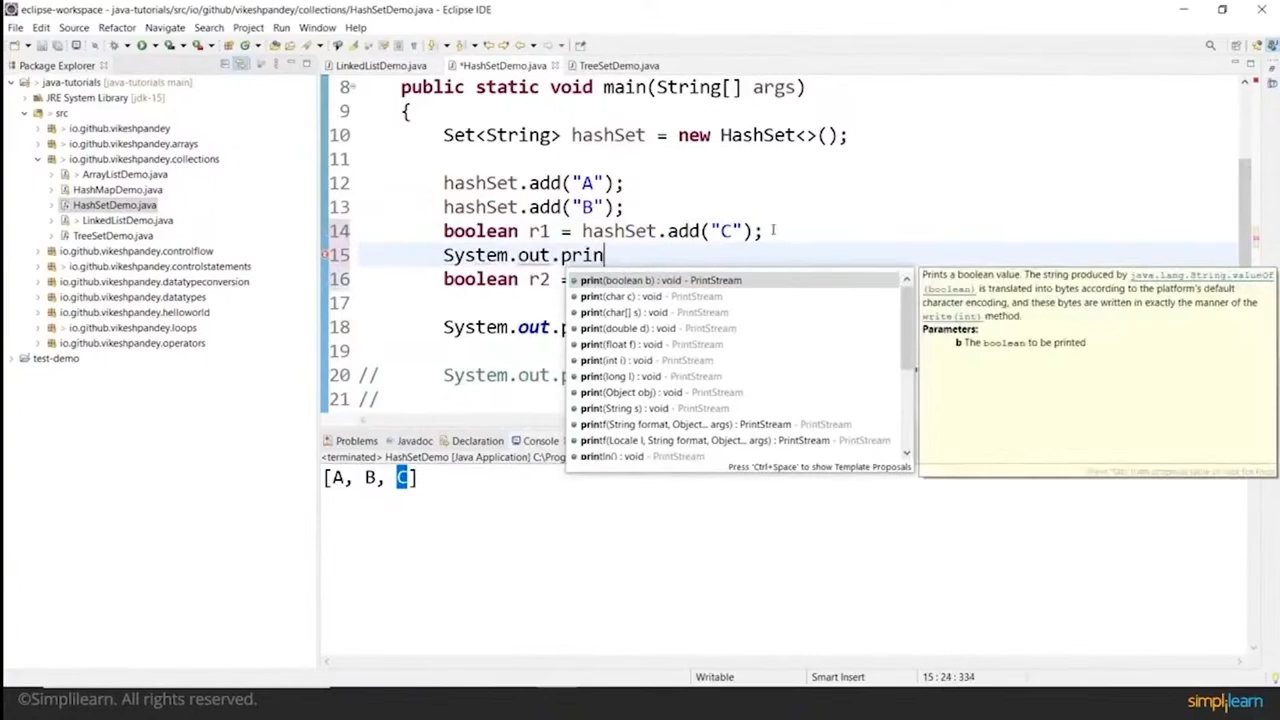 eclipse-workspace - java-tutorials/src/io/github/vikeshpandey/collections/HashSetDemo.java - Eclipse IDE
File Edit Source Refactor Navigate Search Project Run Window Help
Package Explorer
LinkedListDemo.java *HashSetDemo.java TreeSetDemo.java
java-tutorials [java-tutorials main]
JRE System Library [jdk-15]
src
io.github.vikeshpandey
io.github.vikeshpandey.arrays
io.github.vikeshpandey.collections
ArrayListDemo.java
HashMapDemo.java
HashSetDemo.java
LinkedListDemo.java
TreeSetDemo.java
io.github.vikeshpandey.controlflow
io.github.vikeshpandey.controlstatements
io.github.vikeshpandey.datatypeconversion
io.github.vikeshpandey.datatypes
io.github.vikeshpandey.helloworld
io.github.vikeshpandey.loops
io.github.vikeshpandey.operators
test-demo
8 public static void main(String[] args)
9 {
10 Set<String> hashSet = new HashSet<>();
11
12 hashSet.add("A");
13 hashSet.add("B");
14 boolean r1 = hashSet.add("C");
15 System.out.prin
16 boolean r2 =
17
18 System.out.p
19
20 // System.out.p
21 //
print(boolean b) : void - PrintStream
print(char c) : void - PrintStream
print(char[] s) : void - PrintStream
print(double d) : void - PrintStream
print(float f) : void - PrintStream
print(int i) : void - PrintStream
print(long l) : void - PrintStream
print(Object obj) : void - PrintStream
print(String s) : void - PrintStream
printf(String format, Object... args) : PrintStream - PrintStream
printf(Locale l, String format, Object... args) : PrintStream - PrintStream
println() : void - PrintStream
Press 'Ctrl+Space' to show Template Proposals
Prints a boolean value. The string produced by java.lang.String.valueOf
(boolean) is translated into bytes according to the platform's default
character encoding, and these bytes are written in exactly the manner of the
write(int) method.
Parameters:
b The boolean to be printed
Problems Javadoc Declaration Console
<terminated> HashSetDemo [Java Application] C:\Prog
[A, B, C]
Writable Smart Insert 15 : 24 : 334
©Simplilearn. All rights reserved.
simplilearn